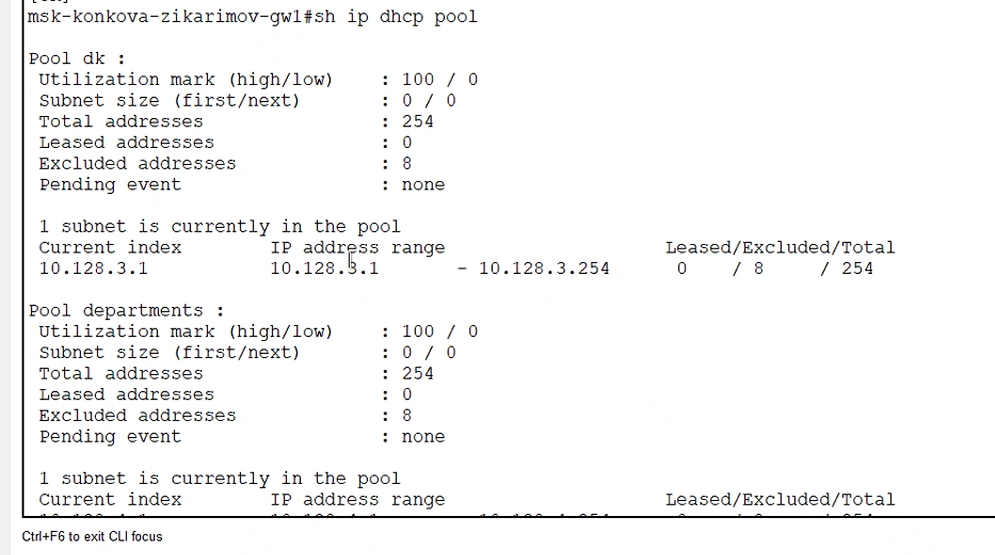 msk-konkova-zikarimov-gw1#sh ip dhcp pool
Pool dk :
Utilization mark (high/low) : 100 / 0
Subnet size (first/next) : 0 / 0
Total addresses : 254
Leased addresses : 0
Excluded addresses : 8
Pending event : none
1 subnet is currently in the pool
Current index IP address range Leased/Excluded/Total
10.128.3.1 10.128.3.1 - 10.128.3.254 0 / 8 / 254
Pool departments :
Utilization mark (high/low) : 100 / 0
Subnet size (first/next) : 0 / 0
Total addresses : 254
Leased addresses : 0
Excluded addresses : 8
Pending event : none
1 subnet is currently in the pool
Current index IP address range Leased/Excluded/Total
Ctrl+F6 to exit CLI focus